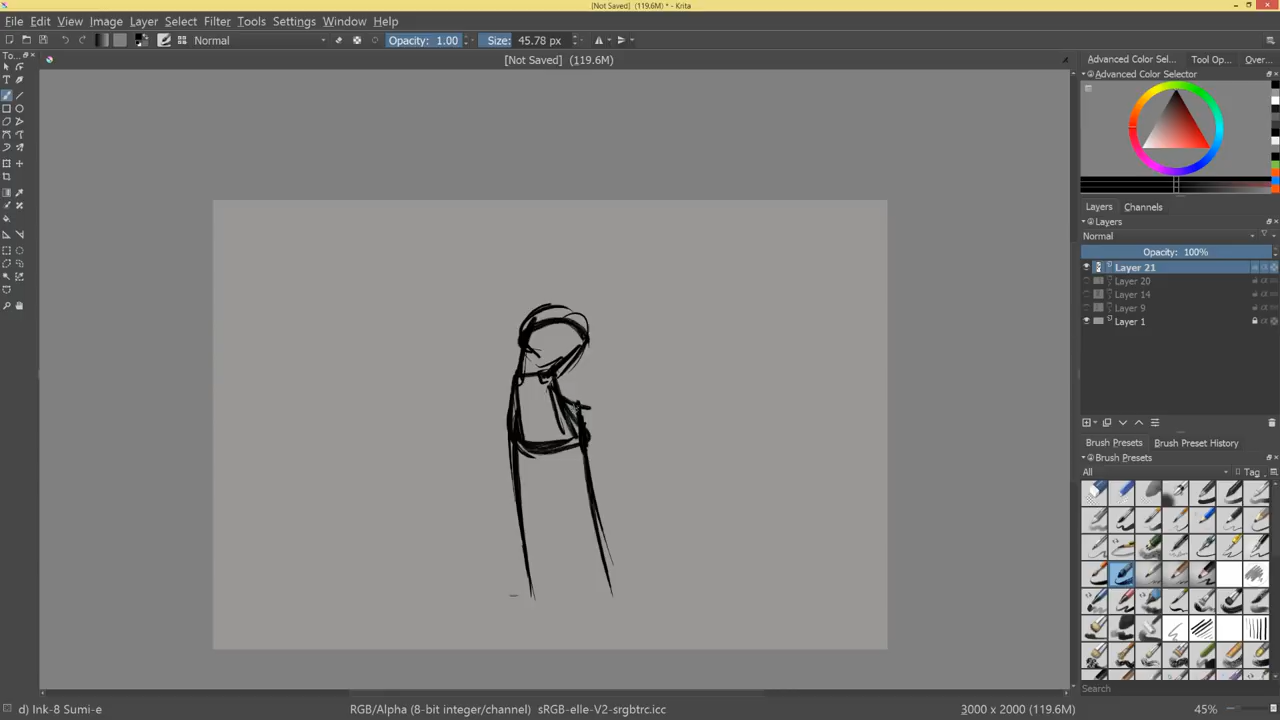 [Not Saved] (119.6M) * - Krita
File Edit View Image Layer Select Filter Tools Settings Window Help
Normal Opacity: 1.00 Size: 45.78 px
[Not Saved] (119.6M)
To...
Advanced Color Sel... Tool Op... Over...
Advanced Color Selector
Layers Channels
Layers
Normal
Opacity: 100%
Layer 21
Layer 20
Layer 14
Layer 9
Layer 1
Brush Presets Brush Preset History
Brush Presets
All Tag
Search
d) Ink-8 Sumi-e RGB/Alpha (8-bit integer/channel) sRGB-elle-V2-srgbtrc.icc 3000 x 2000 (119.6M) 45%